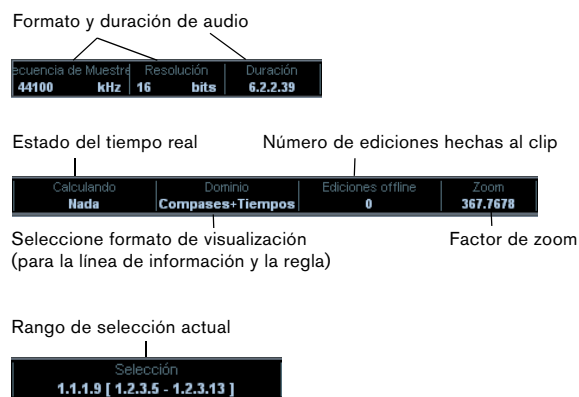 Formato y duración de audio
ecuencia de Muestre Resolución Duración
44100 kHz 16 bits 6.2.2.39
Estado del tiempo real Número de ediciones hechas al clip
Calculando Dominio Ediciones offline Zoom
Nada Compases+Tiempos 0 367.7678
Seleccione formato de visualización Factor de zoom
(para la línea de información y la regla)
Rango de selección actual
Selección
1.1.1.9 [ 1.2.3.5 - 1.2.3.13 ]